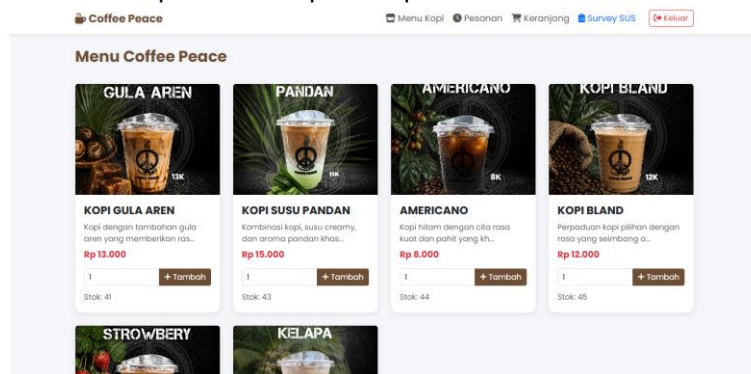 Coffee Peace
Menu Kopi Pesanan Keranjang Survey SUS Keluar
Menu Coffee Peace
GULA AREN
13K
KOPI GULA AREN
Kopi dengan tambahan gula
aren yang memberikan ras...
Rp 13.000
1 + Tambah
Stok: 41
PANDAN
KOPI SUSU PANDAN
Kombinasi kopi, susu creamy,
dan aroma pandan khas...
Rp 15.000
1 + Tambah
Stok: 43
AMERICANO
8K
AMERICANO
Kopi hitam dengan cita rasa
kuat dan pahit yang kh...
Rp 8.000
1 + Tambah
Stok: 44
KOPI BLAND
12K
KOPI BLAND
Perpaduan kopi pilihan dengan
rasa yang seimbang a...
Rp 12.000
1 + Tambah
Stok: 45
STROWBERY
KELAPA